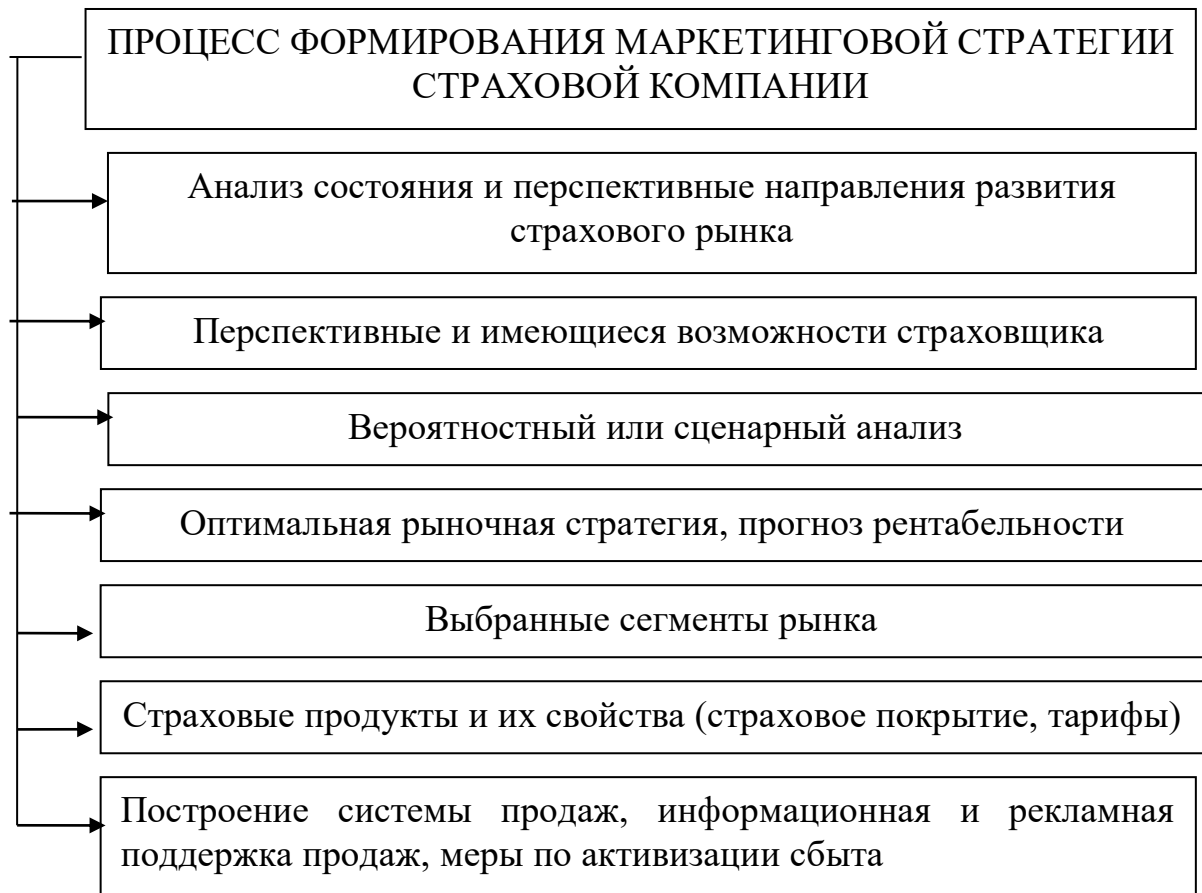 ПРОЦЕСС ФОРМИРОВАНИЯ МАРКЕТИНГОВОЙ СТРАТЕГИИ
СТРАХОВОЙ КОМПАНИИ
Анализ состояния и перспективные направления развития
страхового рынка
Перспективные и имеющиеся возможности страховщика
Вероятностный или сценарный анализ
Оптимальная рыночная стратегия, прогноз рентабельности
Выбранные сегменты рынка
Страховые продукты и их свойства (страховое покрытие, тарифы)
Построение системы продаж, информационная и рекламная
поддержка продаж, меры по активизации сбыта